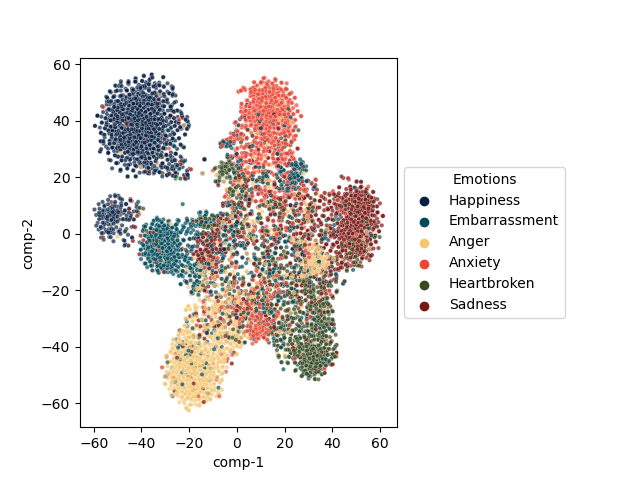 60
40
20
0
−20
−40
−60
comp-2
−60 −40 −20 0 20 40 60
comp-1
Emotions
Happiness
Embarrassment
Anger
Anxiety
Heartbroken
Sadness